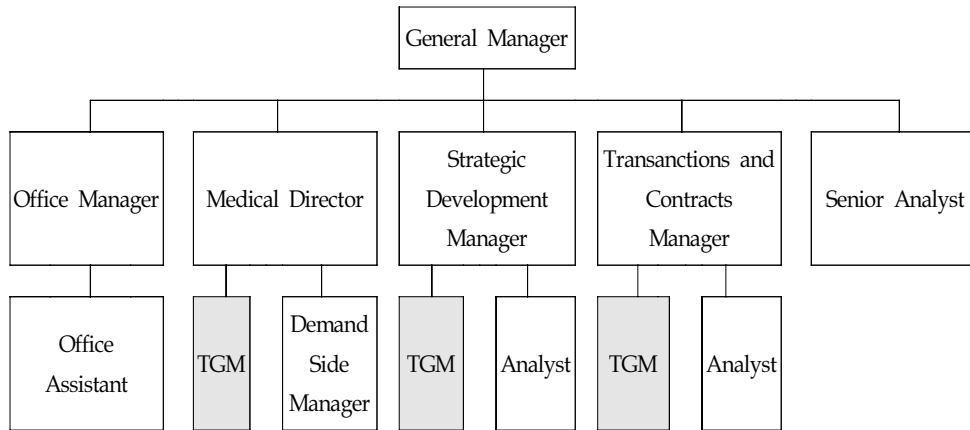 General Manager
Office Manager
Medical Director
Strategic
Development
Manager
Transanctions and
Contracts
Manager
Senior Analyst
Office
Assistant
TGM
Demand
Side
Manager
TGM
Analyst
TGM
Analyst